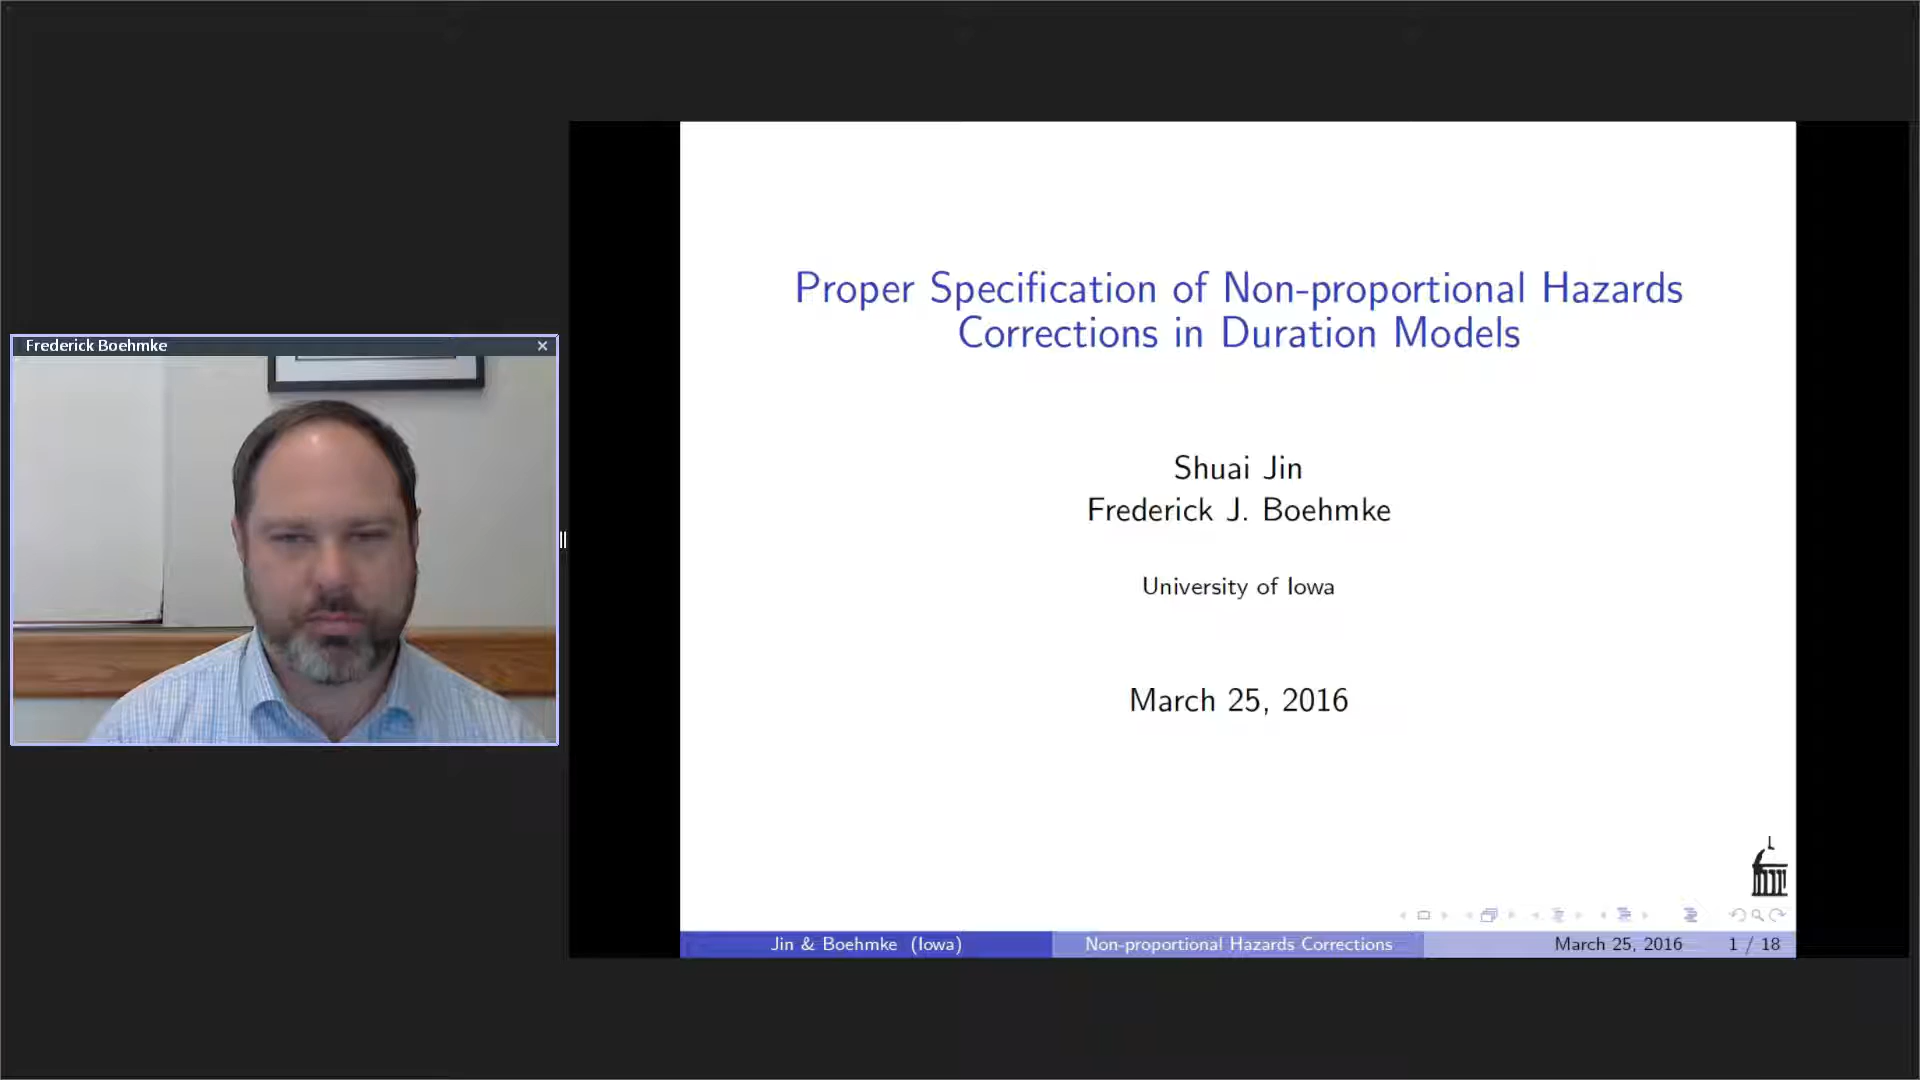 Frederick Boehmke
Proper Specification of Non-proportional Hazards
Corrections in Duration Models
Shuai Jin
Frederick J. Boehmke
University of Iowa
March 25, 2016
Jin & Boehmke (Iowa)
Non-proportional Hazards Corrections
March 25, 2016
1 / 18